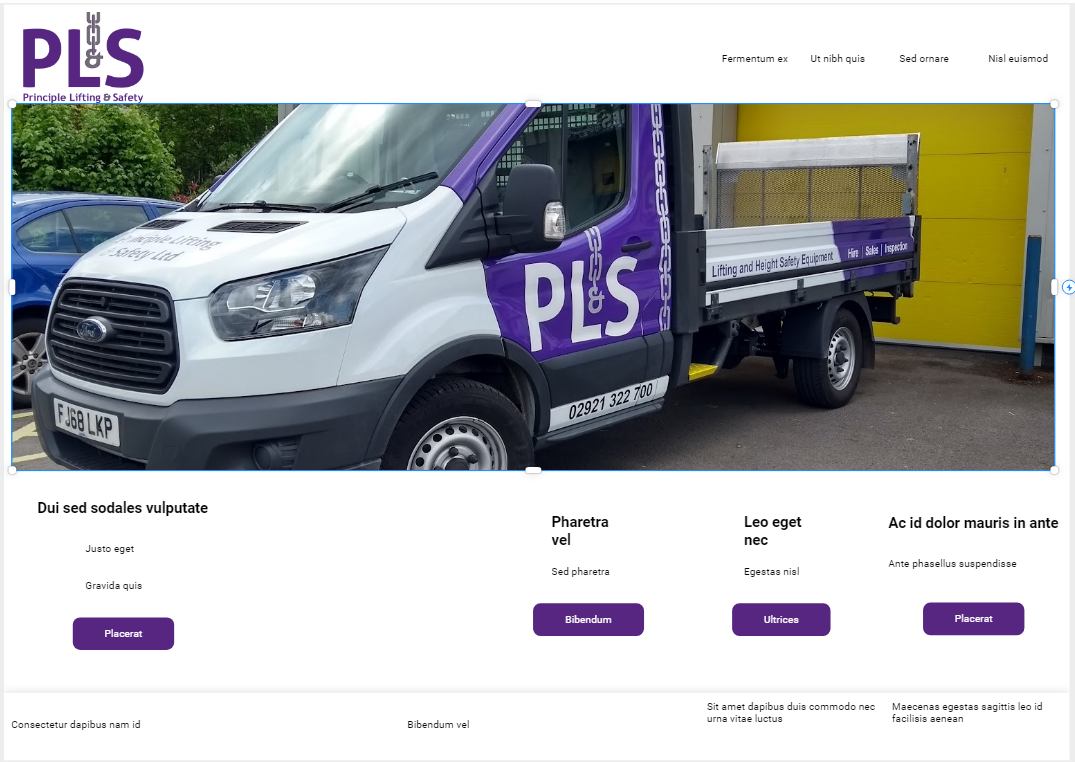 PL&S
Principle Lifting & Safety
Fermentum ex
Ut nibh quis
Sed ornare
Nisl euismod
Principle Lifting
& Safety Ltd
Ford
PL&S
Lifting and Height Safety Equipment
Hire | Sales | Inspection
02921 322 700
FJ68 LKP
Dui sed sodales vulputate
Justo eget
Gravida quis
Placerat
Pharetra
vel
Sed pharetra
Bibendum
Leo eget
nec
Egestas nisl
Ultrices
Ac id dolor mauris in ante
Ante phasellus suspendisse
Placerat
Consectetur dapibus nam id
Bibendum vel
Sit amet dapibus duis commodo nec
urna vitae luctus
Maecenas egestas sagittis leo id
facilisis aenean